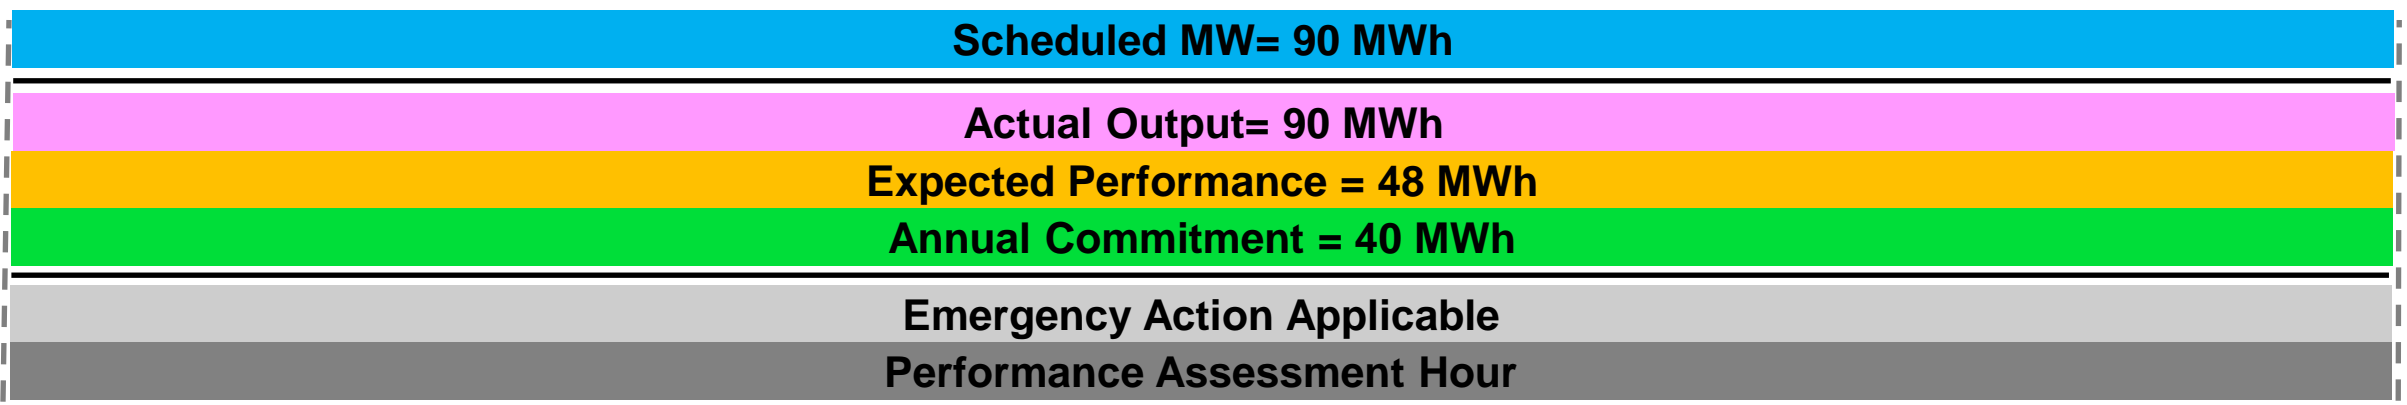 Scheduled MW= 90 MWh
Actual Output= 90 MWh
Expected Performance = 48 MWh
Annual Commitment = 40 MWh
Emergency Action Applicable
Performance Assessment Hour